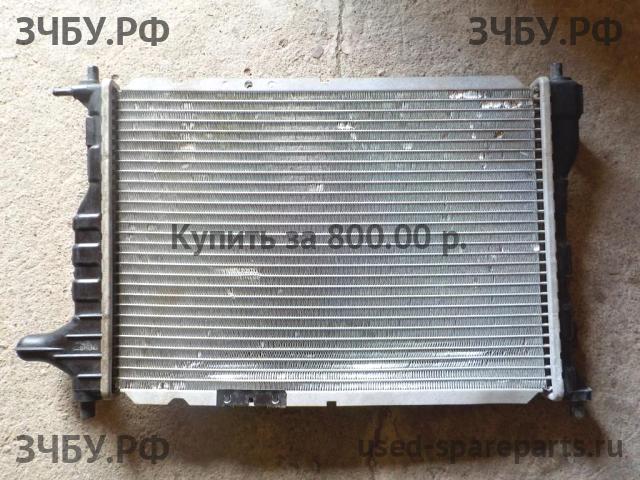 ЗЧБУ.РФ ЗЧБУ.РФ
Купить за 800.00 р.
ЗЧБУ.РФ used-spareparts.ru